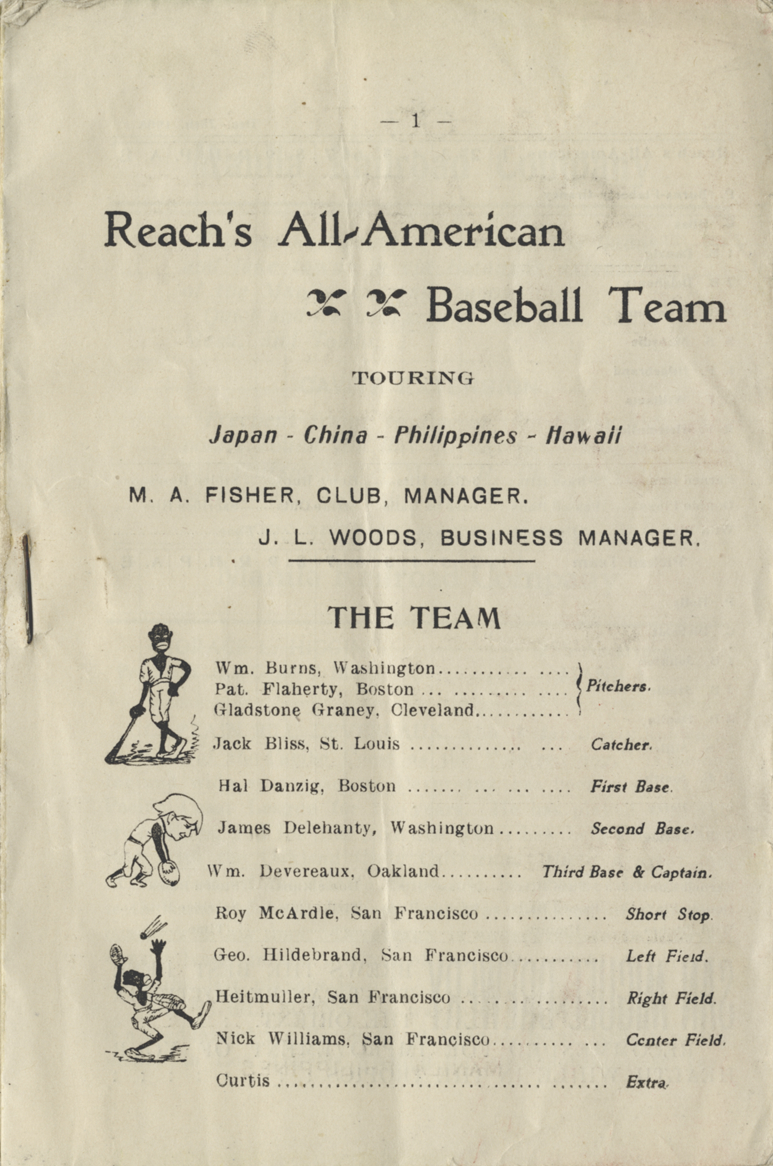 — 1 —
Reach's All-American
Baseball Team
TOURING
Japan - China - Philippines - Hawaii
M. A. FISHER, CLUB, MANAGER.
J. L. WOODS, BUSINESS MANAGER.
THE TEAM
Wm. Burns, Washington........... ....
Pat. Flaherty, Boston ... ......... .... Pitchers.
Gladstone Graney, Cleveland............
Jack Bliss, St. Louis .............. ... Catcher.
Hal Danzig, Boston ....... ... ... .... First Base.
James Delehanty, Washington......... Second Base.
Wm. Devereaux, Oakland.......... Third Base & Captain.
Roy McArdle, San Francisco ............... Short Stop.
Geo. Hildebrand, San Francisco........... Left Field.
Heitmuller, San Francisco .................. Right Field.
Nick Williams, San Francisco.......... ... Center Field.
Curtis ................................. ....... Extra.